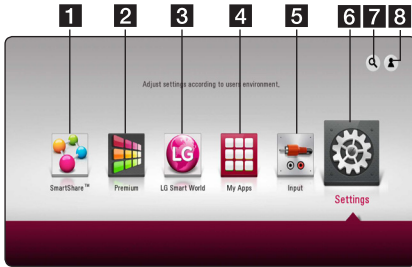 1 2 3 4 5 6 7 8
Adjust settings according to users environment.
LG
SmartShare™ Premium LG Smart World My Apps Input Settings